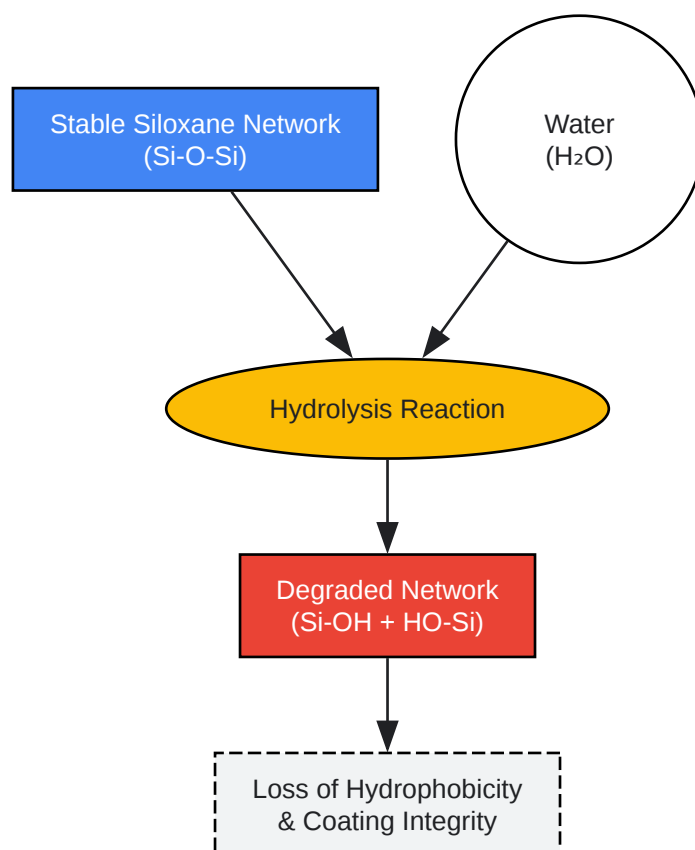 Stable Siloxane Network
(Si-O-Si)
Water
(H₂O)
Hydrolysis Reaction
Degraded Network
(Si-OH + HO-Si)
Loss of Hydrophobicity
& Coating Integrity